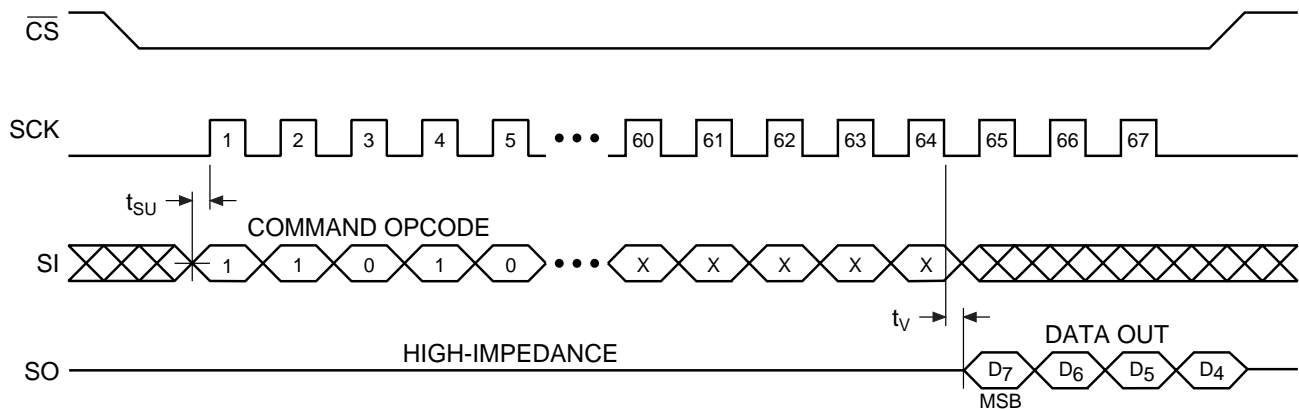 CS
SCK 1 2 3 4 5 ••• 60 61 62 63 64 65 66 67
tSU
COMMAND OPCODE
SI 1 1 0 1 0 ••• X X X X X
tV
DATA OUT
HIGH-IMPEDANCE
SO D7 D6 D5 D4
MSB